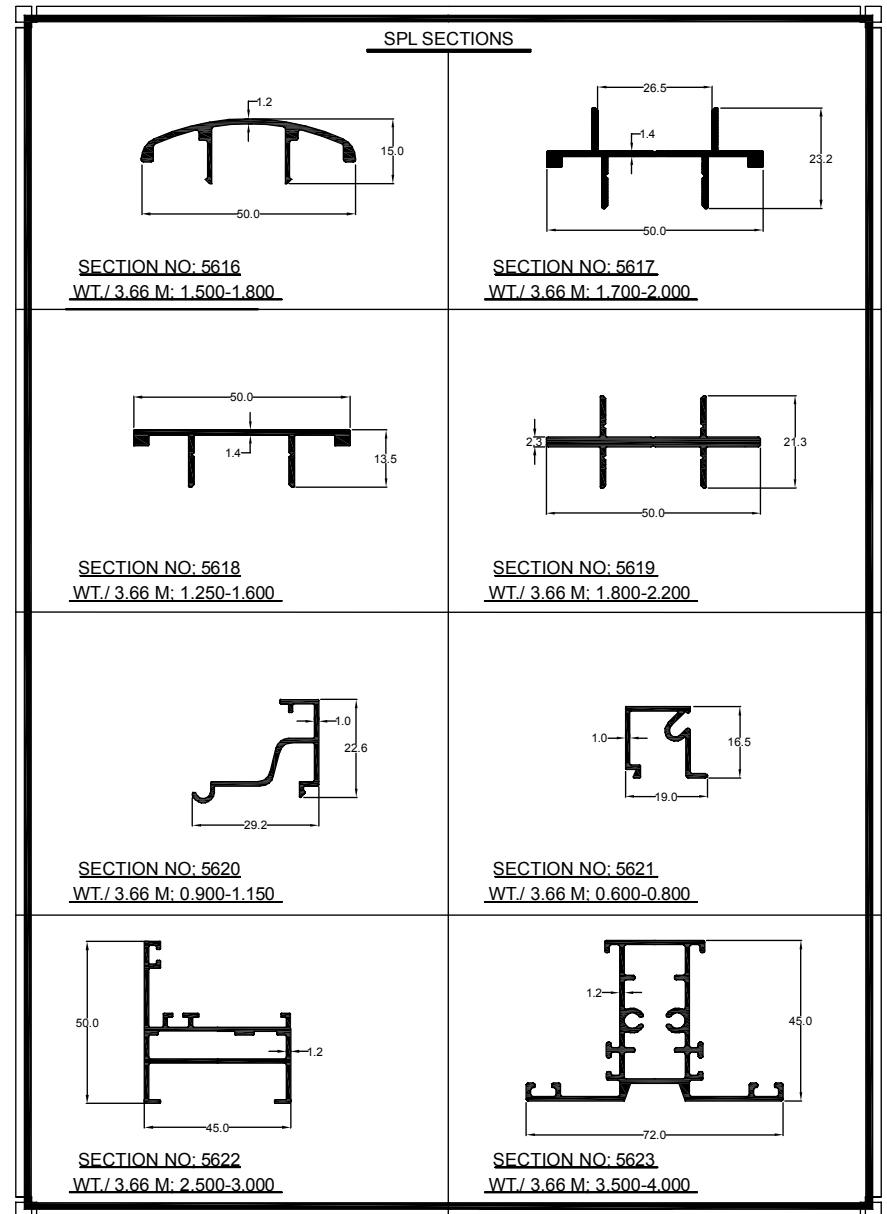 SPL SECTIONS
1.2
15.0
50.0
SECTION NO: 5616
WT./ 3.66 M: 1.500-1.800
26.5
1.4
23.2
50.0
SECTION NO: 5617
WT./ 3.66 M: 1.700-2.000
50.0
1.4
13.5
SECTION NO: 5618
WT./ 3.66 M: 1.250-1.600
2.3
21.3
50.0
SECTION NO: 5619
WT./ 3.66 M: 1.800-2.200
1.0
22.6
29.2
SECTION NO: 5620
WT./ 3.66 M: 0.900-1.150
1.0
16.5
19.0
SECTION NO: 5621
WT./ 3.66 M: 0.600-0.800
50.0
1.2
45.0
SECTION NO: 5622
WT./ 3.66 M: 2.500-3.000
1.2
45.0
72.0
SECTION NO: 5623
WT./ 3.66 M: 3.500-4.000